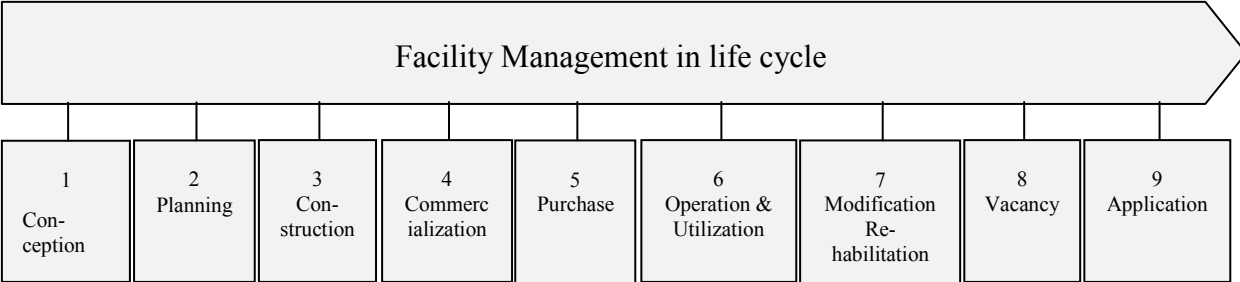 Facility Management in life cycle
1
Con-
ception
2
Planning
3
Con-
struction
4
Commerc
ialization
5
Purchase
6
Operation &
Utilization
7
Modification
Re-
habilitation
8
Vacancy
9
Application